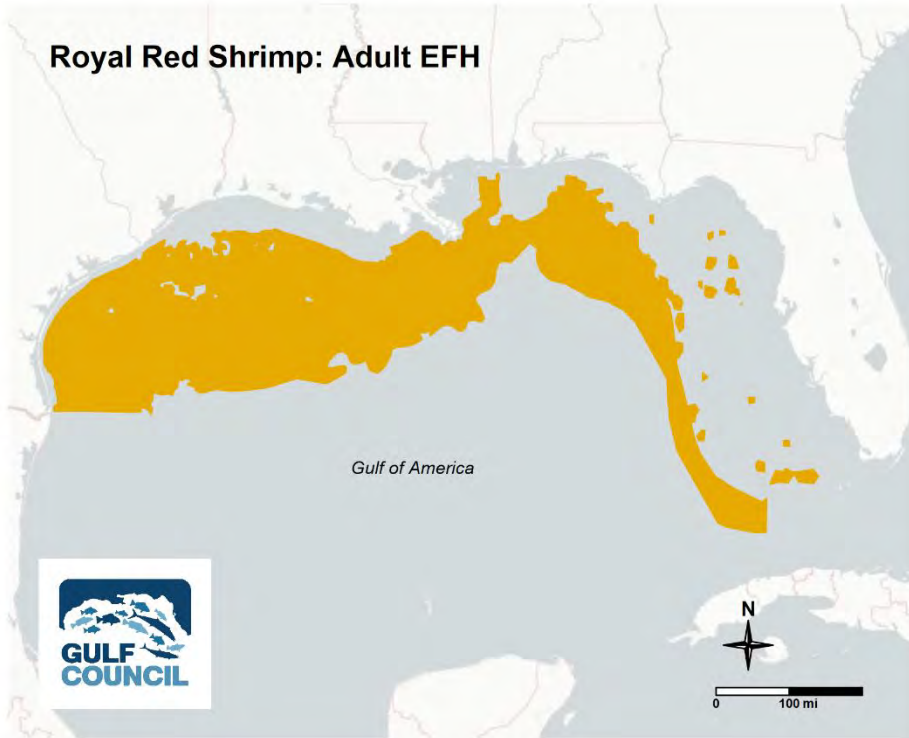 Royal Red Shrimp: Adult EFH
Gulf of America
GULF
COUNCIL
N
0 100 mi